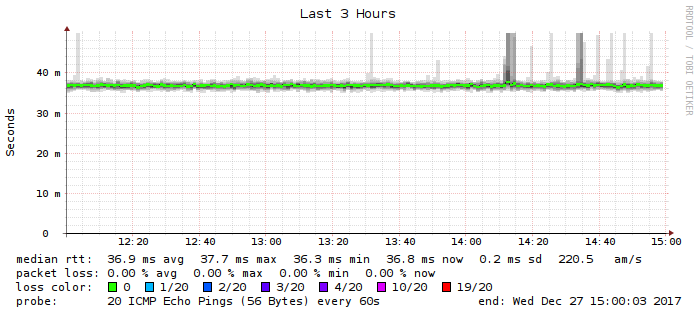 Last 3 Hours
RRDTOOL / TOBI OETIKER
Seconds
40 m
30 m
20 m
10 m
0
12:20 12:40 13:00 13:20 13:40 14:00 14:20 14:40 15:00
median rtt: 36.9 ms avg 37.7 ms max 36.3 ms min 36.8 ms now 0.2 ms sd 220.5 am/s
packet loss: 0.00 % avg 0.00 % max 0.00 % min 0.00 % now
loss color: 0 1/20 2/20 3/20 4/20 10/20 19/20
probe: 20 ICMP Echo Pings (56 Bytes) every 60s end: Wed Dec 27 15:00:03 2017